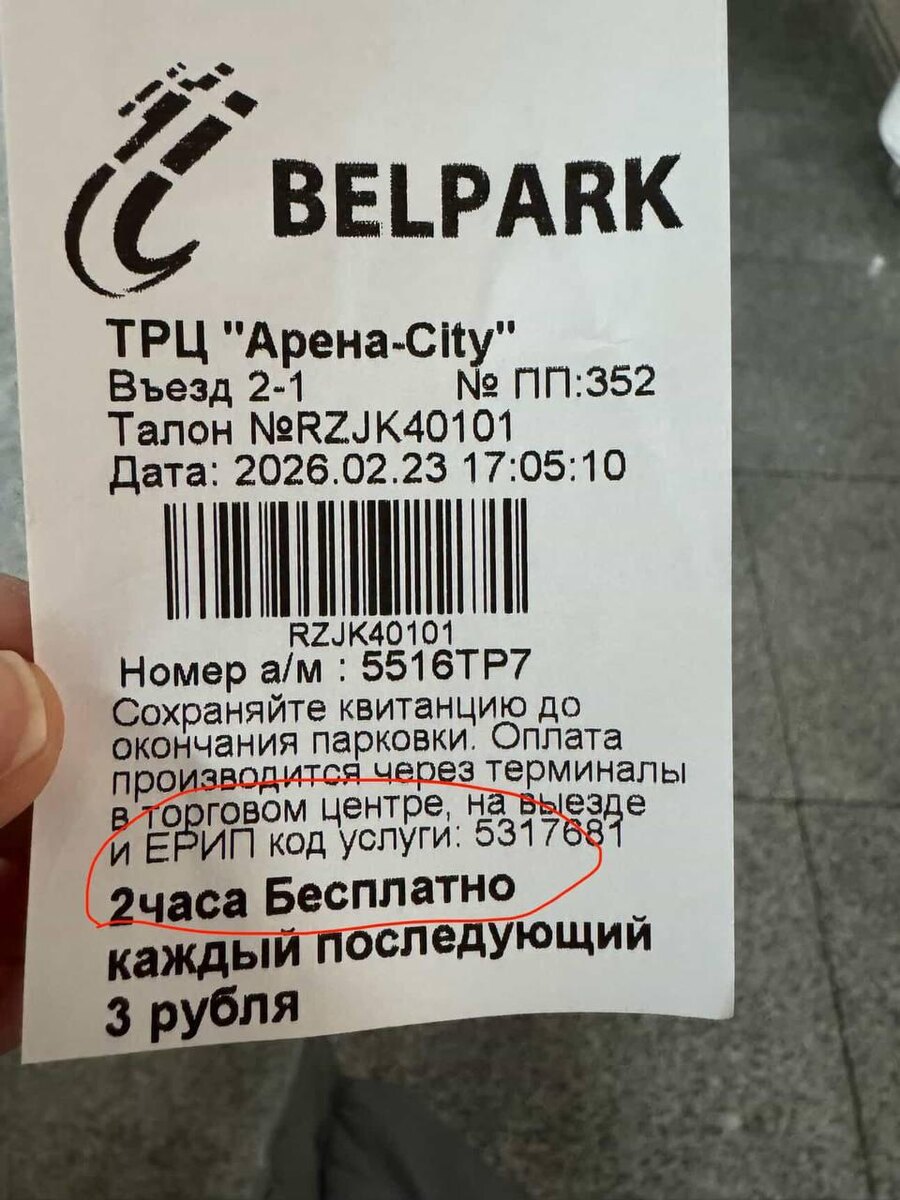 BELPARK
ТРЦ "Арена-City"
Въезд 2-1 № ПП:352
Талон №RZJK40101
Дата: 2026.02.23 17:05:10
RZJK40101
Номер а/м : 5516TP7
Сохраняйте квитанцию до
окончания парковки. Оплата
производится через терминалы
в торговом центре, на выезде
и ЕРИП код услуги: 5317681
2часа Бесплатно
каждый последующий
3 рубля